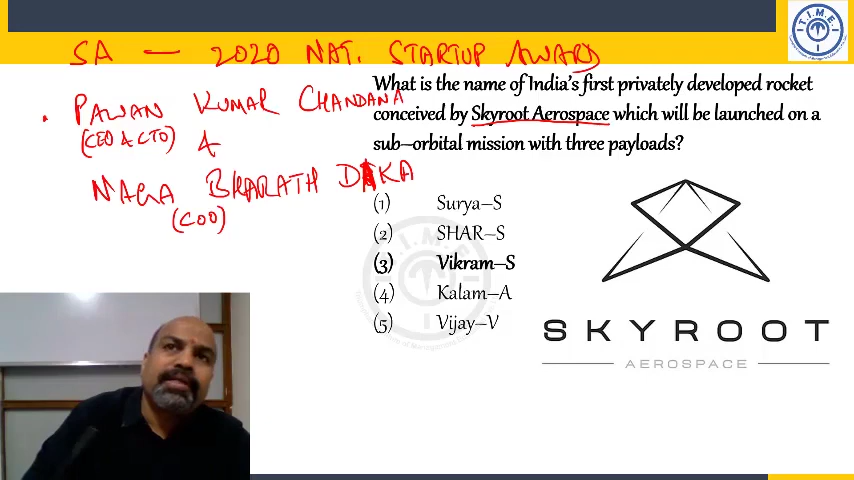 T.I.M.E.
SA — 2020 NAT. STARTUP AWARD
What is the name of India's first privately developed rocket
conceived by Skyroot Aerospace which will be launched on a
sub-orbital mission with three payloads?
. PAWAN KUMAR CHANDANA
(CEO & CTO) &
NAGA BHARATH DAKA
(COO)
(1) Surya–S
(2) SHAR–S
(3) Vikram–S
(4) Kalam–A
(5) Vijay–V
SKYROOT
AEROSPACE